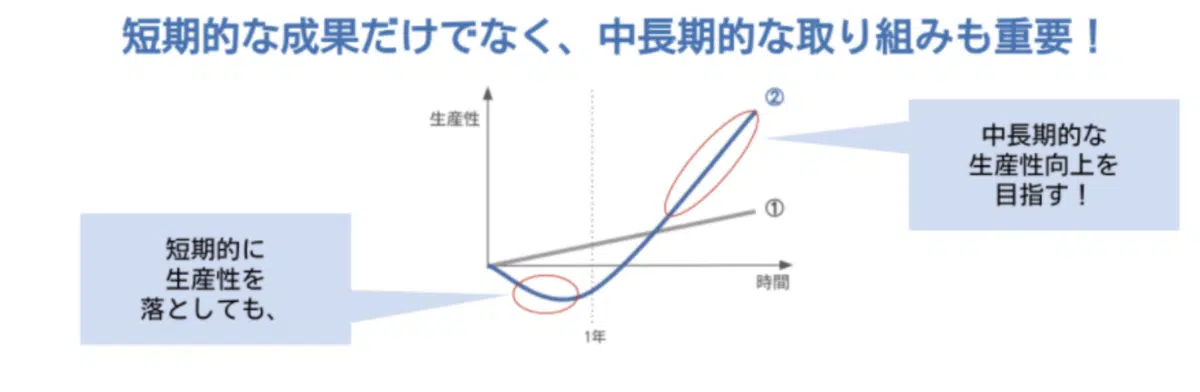 短期的な成果だけでなく、中長期的な取り組みも重要！
生産性
②
中長期的な
生産性向上を
目指す！
①
短期的に
生産性を
落としても、
時間
1年